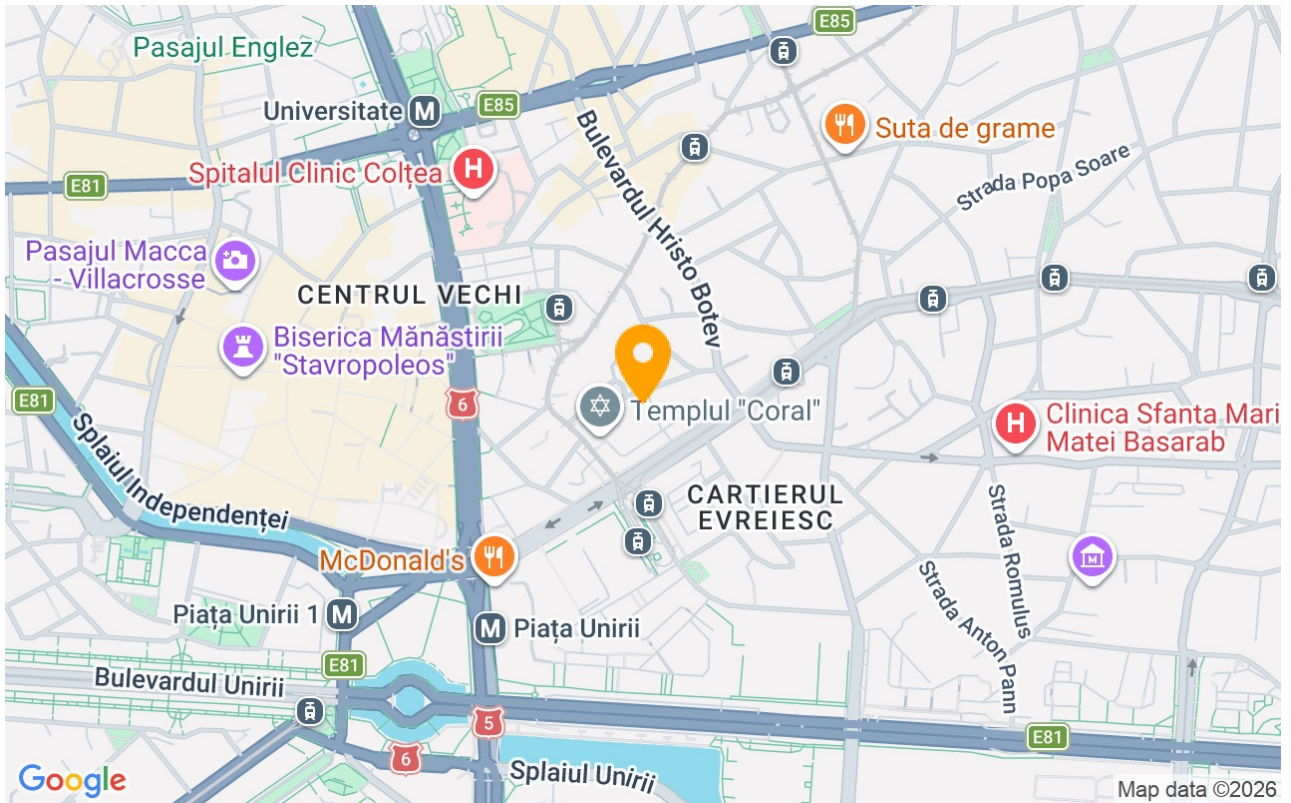 E85
Pasajul Englez
Universitate
M
E85
Suta de grame
Bulevardul Hristo Botev
Strada Popa Soare
Spitalul Clinic Colțea
H
E81
Pasajul Macca
- Villacrosse
CENTRUL VECHI
Biserica Mănăstirii
"Stavropoleos"
E81
6
Templul "Coral"
H
Clinica Sfanta Mari
Matei Basarab
Splaiul Independenței
CARTIERUL
EVREIESC
Strada Romulus
McDonald's
M
Strada Anton Pann
Piața Unirii 1
M
M
Piața Unirii
E81
Bulevardul Unirii
5
E81
6
Splaiul Unirii
Google
Map data ©2026